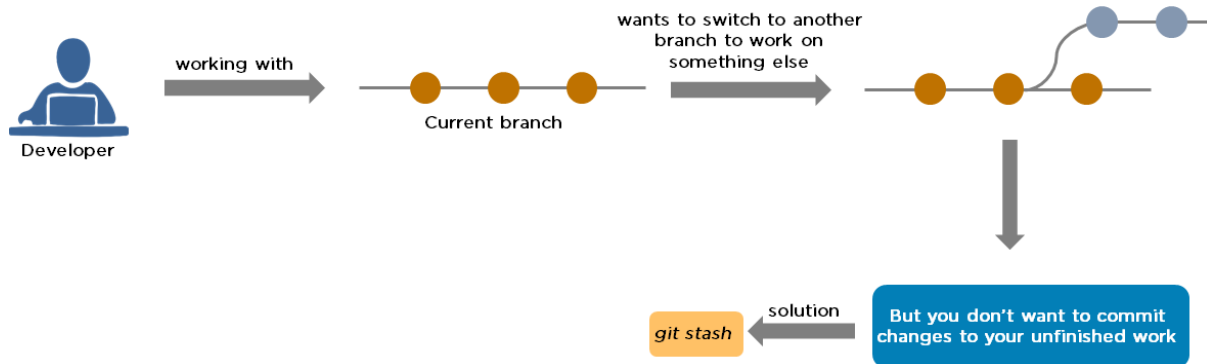 wants to switch to another
branch to work on
something else
working with
Current branch
Developer
But you don't want to commit
changes to your unfinished work
solution
git stash